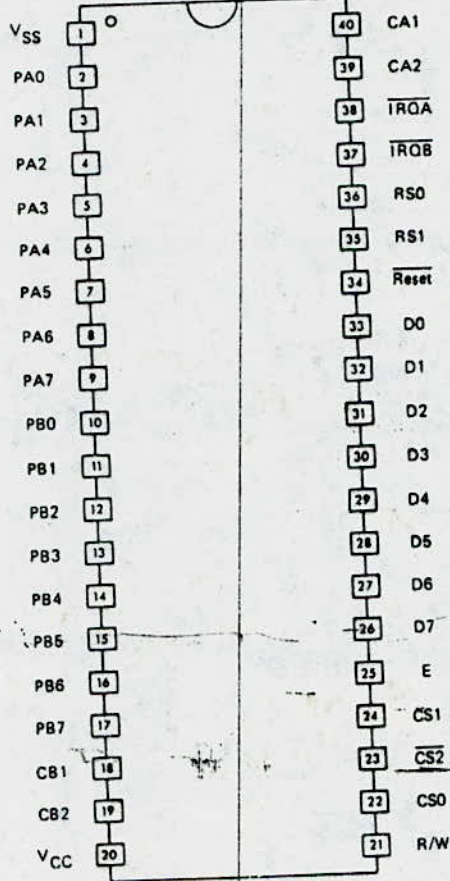 VSS 1 40 CA1
PA0 2 39 CA2
PA1 3 38 IRQA
PA2 4 37 IRQB
PA3 5 36 RS0
PA4 6 35 RS1
PA5 7 34 Reset
PA6 8 33 D0
PA7 9 32 D1
PB0 10 31 D2
PB1 11 30 D3
PB2 12 29 D4
PB3 13 28 D5
PB4 14 27 D6
PB5 15 26 D7
PB6 16 25 E
PB7 17 24 CS1
CB1 18 23 CS2
CB2 19 22 CS0
VCC 20 21 R/W